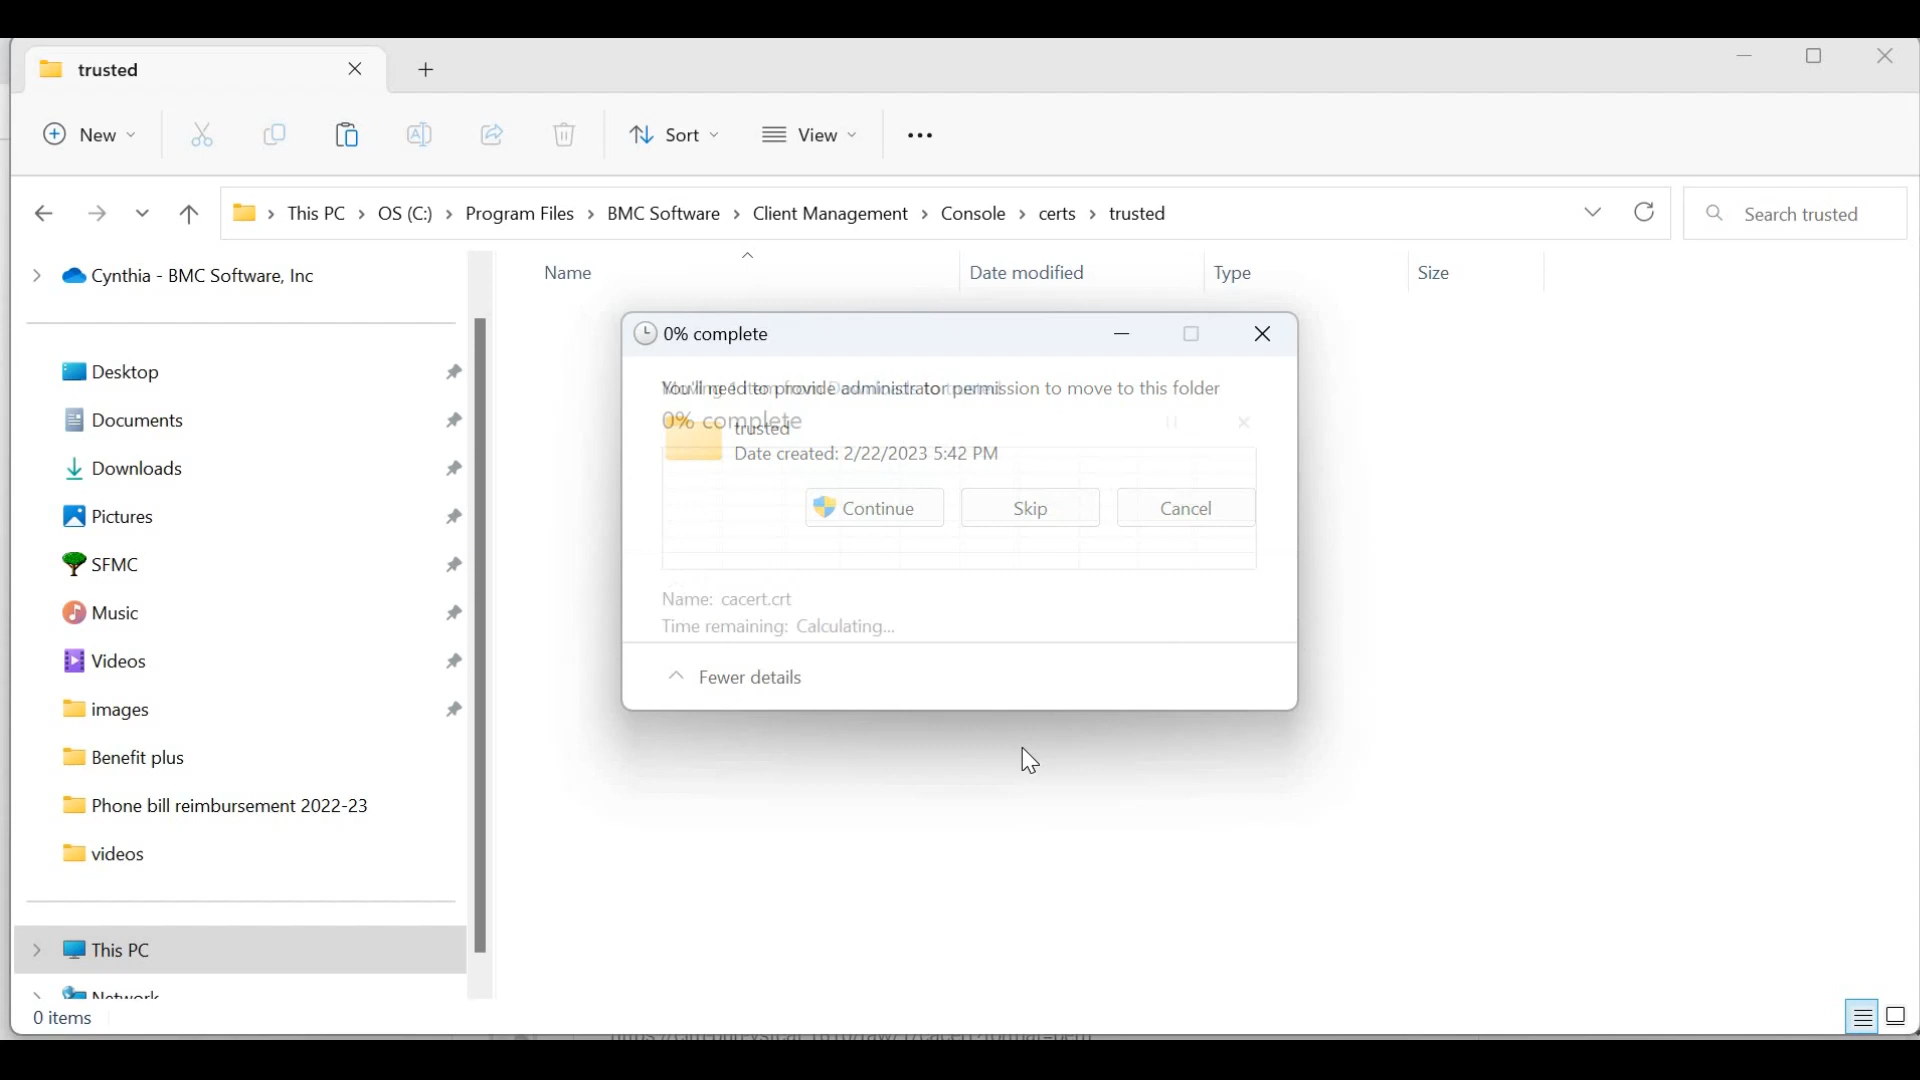 trusted
New
Sort
View
This PC > OS (C:) > Program Files > BMC Software > Client Management > Console > certs > trusted
Search trusted
Cynthia - BMC Software, Inc
Name
Date modified
Type
Size
0% complete
You'll need to provide administrator permission to move to this folder
0% complete
trusted
Date created: 2/22/2023 5:42 PM
Continue
Skip
Cancel
Name: cacert.crt
Time remaining: Calculating...
Fewer details
Desktop
Documents
Downloads
Pictures
SFMC
Music
Videos
images
Benefit plus
Phone bill reimbursement 2022-23
videos
This PC
Network
0 items